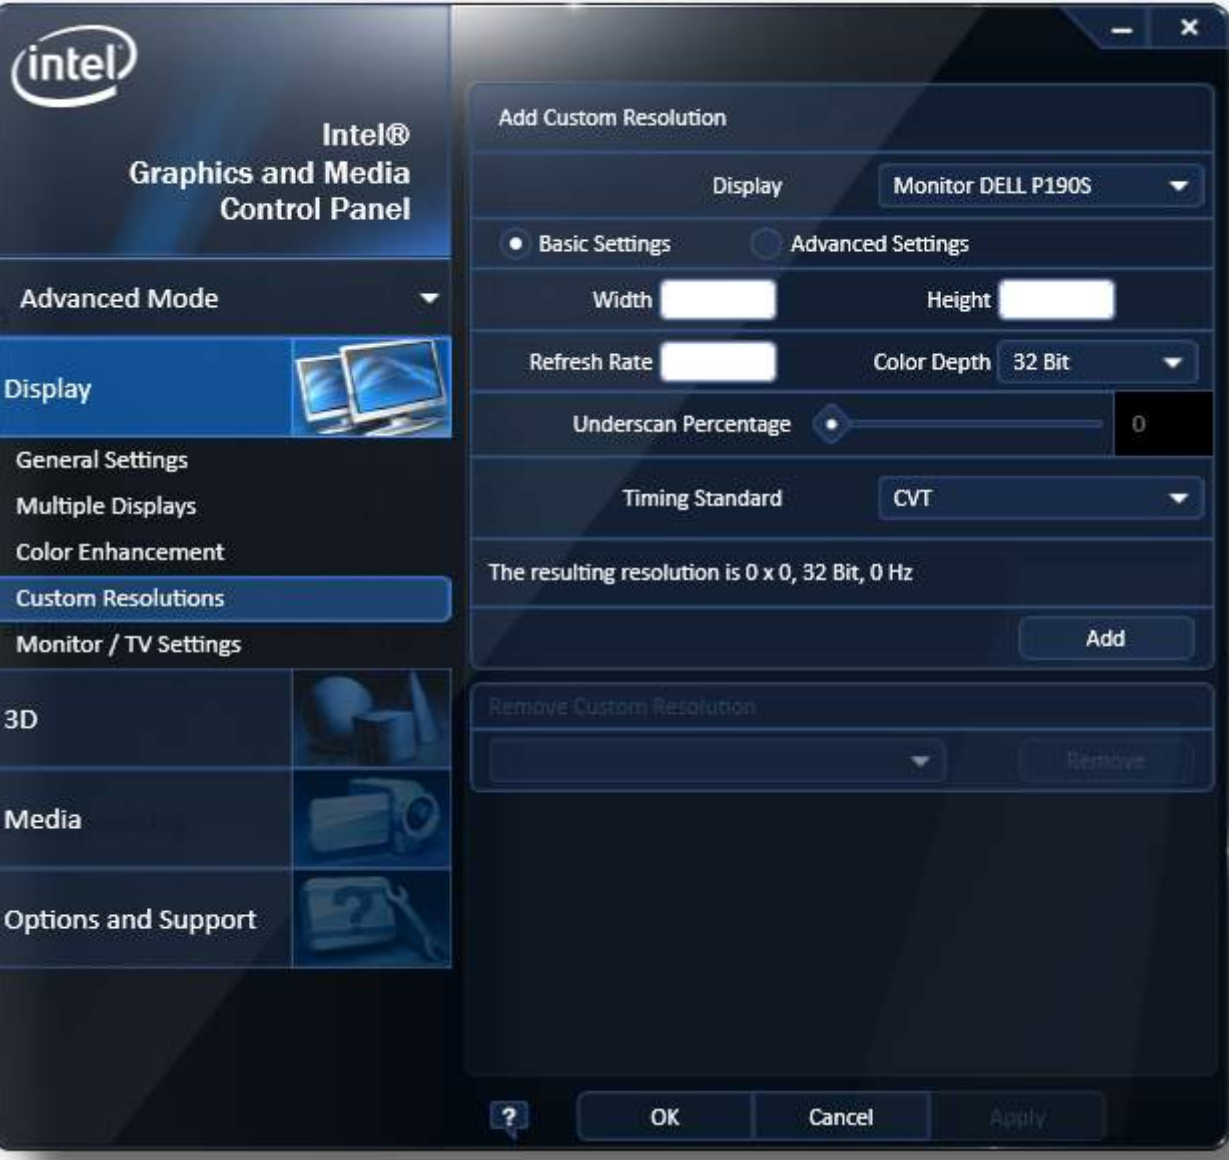 intel
Intel®
Graphics and Media
Control Panel
Advanced Mode
Display
General Settings
Multiple Displays
Color Enhancement
Custom Resolutions
Monitor / TV Settings
3D
Media
Options and Support
Add Custom Resolution
Display Monitor DELL P190S
Basic Settings Advanced Settings
Width Height
Refresh Rate Color Depth 32 Bit
Underscan Percentage 0
Timing Standard CVT
The resulting resolution is 0 x 0, 32 Bit, 0 Hz
Add
Remove Custom Resolution
Remove
? OK Cancel Apply